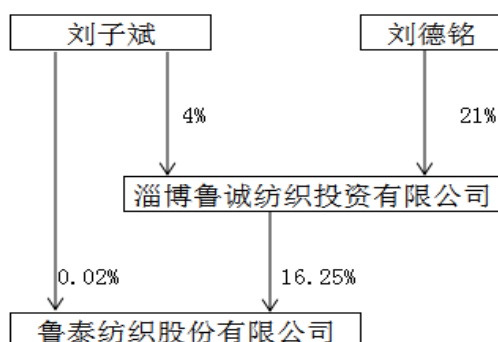 刘子斌
刘德铭
4%
21%
淄博鲁诚纺织投资有限公司
0.02%
16.25%
鲁泰纺织股份有限公司